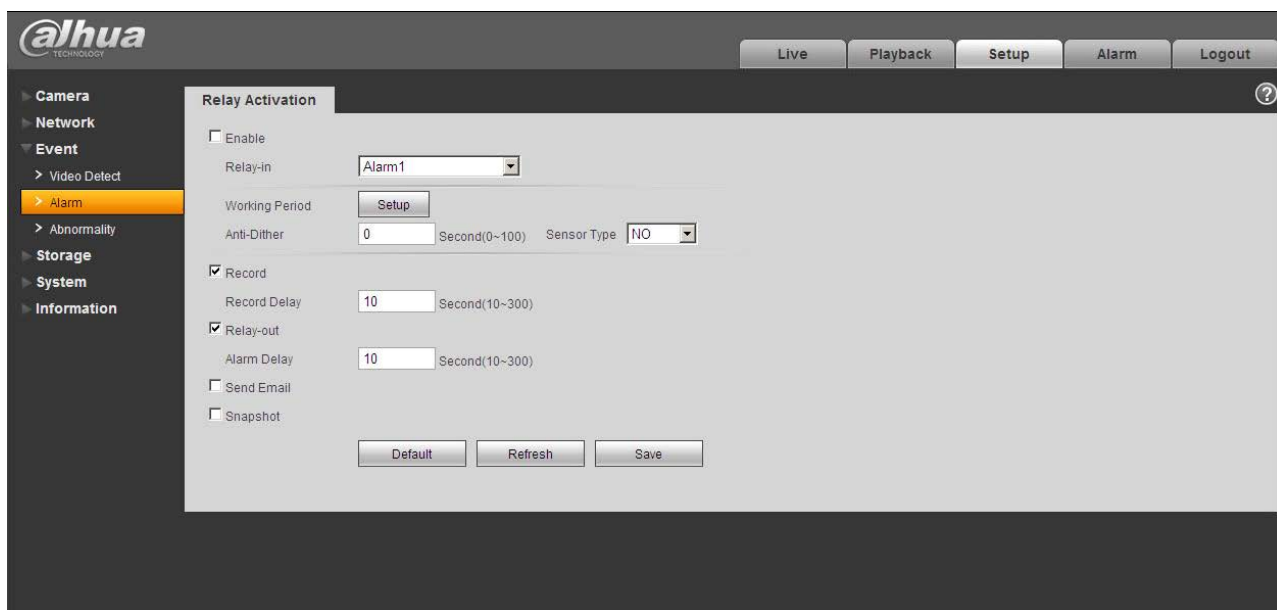 alhua
TECHNOLOGY
Live Playback Setup Alarm Logout
?
Camera
Network
Event
> Video Detect
> Alarm
> Abnormality
Storage
System
Information
Relay Activation
Enable
Relay-in Alarm1
Working Period Setup
Anti-Dither 0 Second(0~100) Sensor Type NO
Record
Record Delay 10 Second(10~300)
Relay-out
Alarm Delay 10 Second(10~300)
Send Email
Snapshot
Default Refresh Save